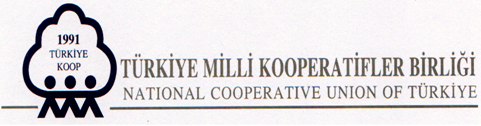 1991
TÜRKİYE
KOOP
TÜRKİYE MİLLİ KOOPERATİFLER BİRLİĞİ
NATIONAL COOPERATIVE UNION OF TÜRKİYE